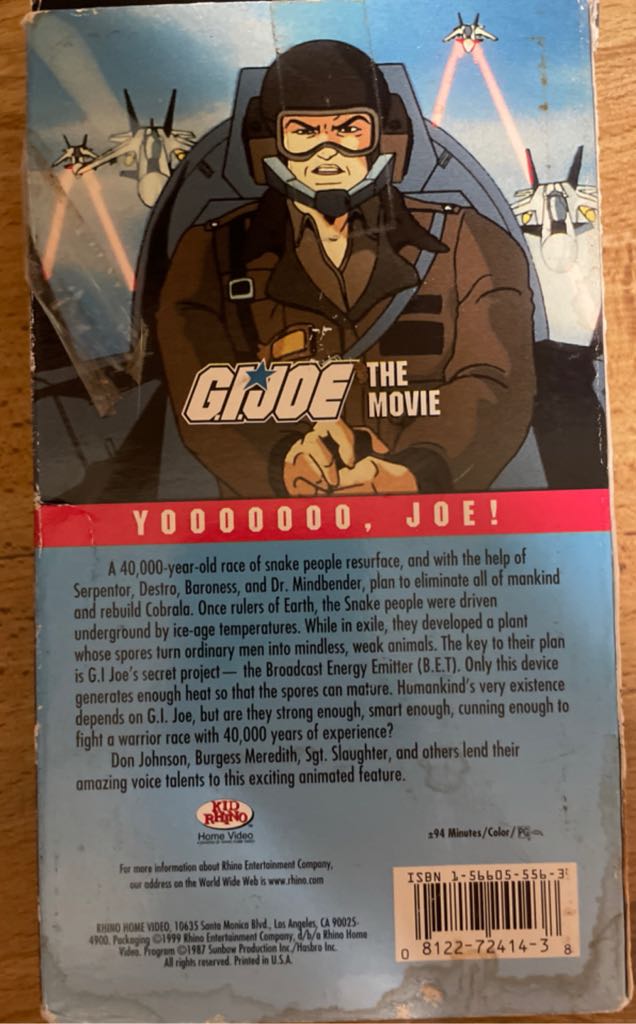 G.I.JOE THE
MOVIE
YOOOOOOO, JOE!
A 40,000-year-old race of snake people resurface, and with the help of
Serpentor, Destro, Baroness, and Dr. Mindbender, plan to eliminate all of mankind
and rebuild Cobrala. Once rulers of Earth, the Snake people were driven
underground by ice-age temperatures. While in exile, they developed a plant
whose spores turn ordinary men into mindless, weak animals. The key to their plan
is G.I Joe's secret project— the Broadcast Energy Emitter (B.E.T). Only this device
generates enough heat so that the spores can mature. Humankind's very existence
depends on G.I. Joe, but are they strong enough, smart enough, cunning enough to
fight a warrior race with 40,000 years of experience?
Don Johnson, Burgess Meredith, Sgt. Slaughter, and others lend their
amazing voice talents to this exciting animated feature.
KID
RHINO
Home Video
±94 Minutes/Color/PG
For more information about Rhino Entertainment Company,
our address on the World Wide Web is www.rhino.com
ISBN 1-56605-556-3
RHINO HOME VIDEO, 10635 Santa Monica Blvd., Los Angeles, CA 90025-
4900. Packaging ©1999 Rhino Entertainment Company, d/b/a Rhino Home
Video. Program ©1987 Sunbow Production Inc./Hasbro Inc.
All rights reserved. Printed in U.S.A.
0 8122-72414-3 8